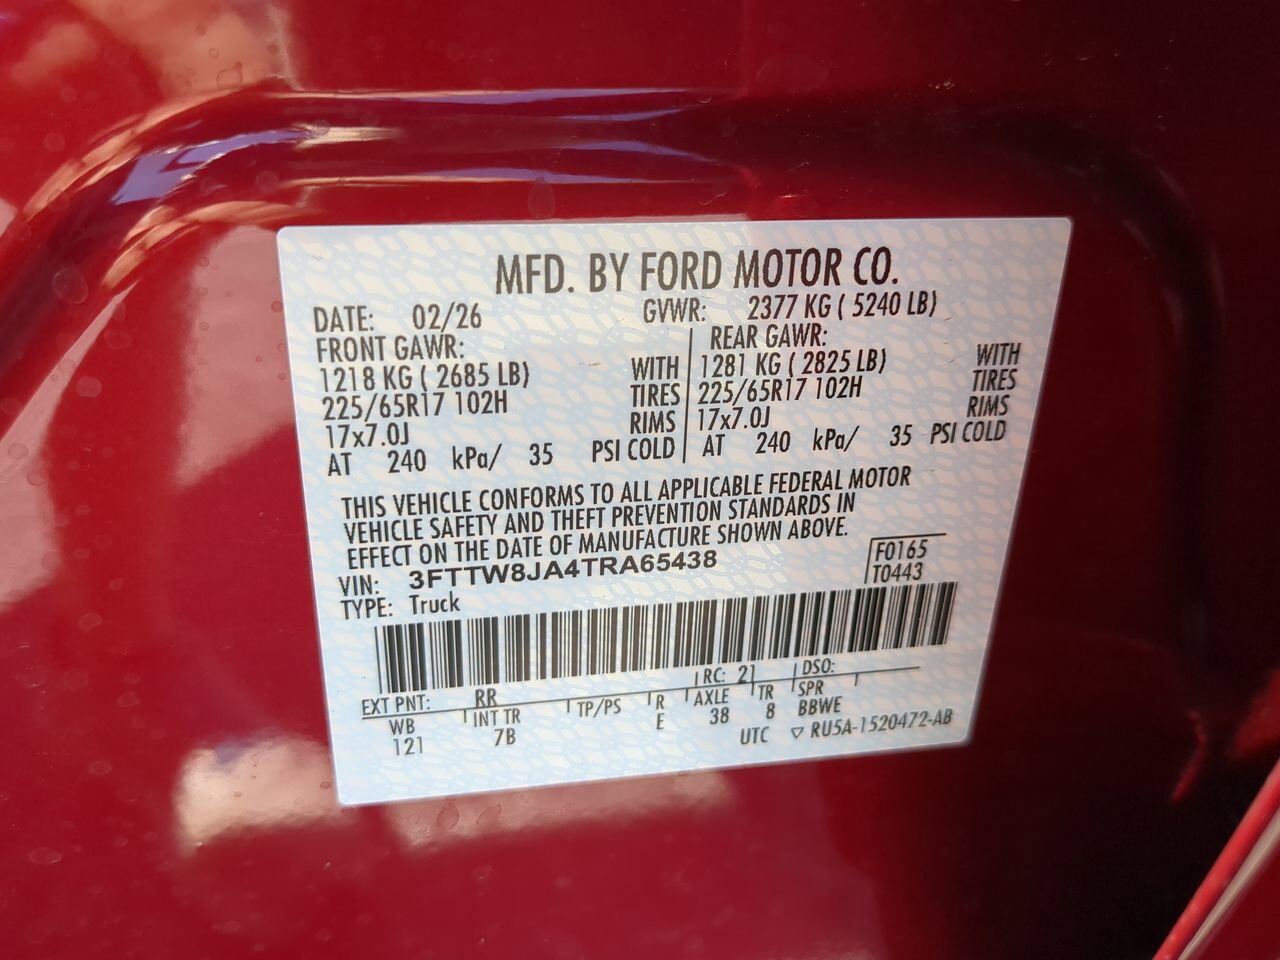 MFD. BY FORD MOTOR CO.
DATE: 02/26 GVWR: 2377 KG ( 5240 LB)
FRONT GAWR: REAR GAWR:
1218 KG ( 2685 LB) WITH 1281 KG ( 2825 LB) WITH
225/65R17 102H TIRES 225/65R17 102H TIRES
17x7.0J RIMS 17x7.0J RIMS
AT 240 kPa/ 35 PSI COLD AT 240 kPa/ 35 PSI COLD
THIS VEHICLE CONFORMS TO ALL APPLICABLE FEDERAL MOTOR
VEHICLE SAFETY AND THEFT PREVENTION STANDARDS IN
EFFECT ON THE DATE OF MANUFACTURE SHOWN ABOVE.
VIN: 3FTTW8JA4TRA65438 F0165
TYPE: Truck T0443
EXT PNT: RR RC: 21 DSO:
WB INT TR TP/PS R AXLE TR SPR
121 7B E 38 8 BBWE
UTC ▽ RU5A-1520472-AB